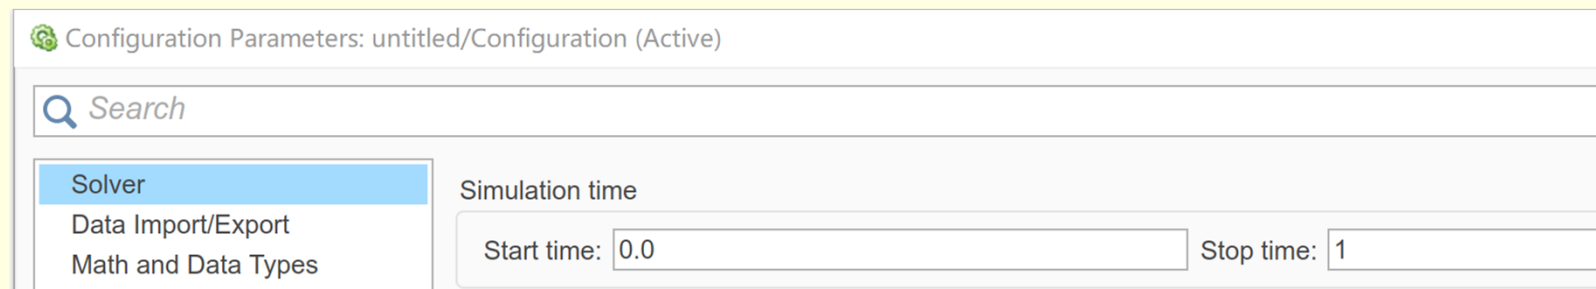 Configuration Parameters: untitled/Configuration (Active)
Search
Solver
Data Import/Export
Math and Data Types
Simulation time
Start time: 0.0 Stop time: 1